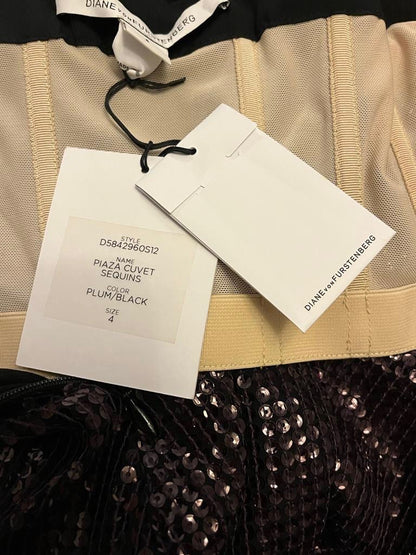 DIANE VON FURSTENBERG
STYLE
D5842960S12
NAME
PIAZA CUVET
SEQUINS
COLOR
PLUM/BLACK
SIZE
4
DIANE VON FURSTENBERG